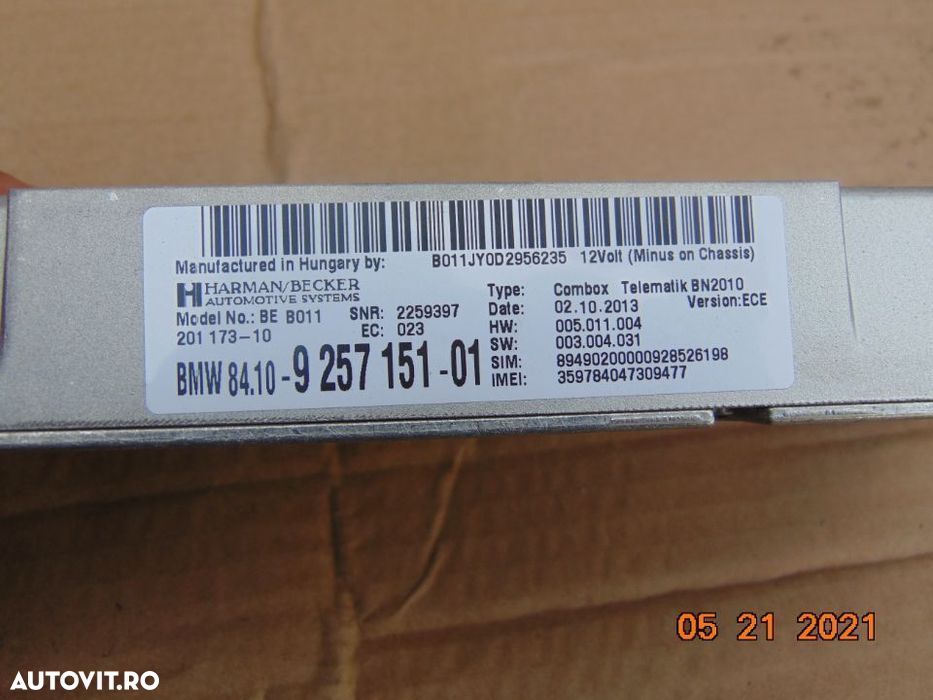 B011JY0D2956235 12Volt (Minus on Chassis)
Manufactured in Hungary by:
HARMAN/BECKER
AUTOMOTIVE SYSTEMS
Model No.: BE B011 SNR: 2259397
201 173-10 EC: 023
BMW 84.10-9 257 151-01
Type: Combox Telematik BN2010
Date: 02.10.2013 Version:ECE
HW: 005.011.004
SW: 003.004.031
SIM: 89490200000928526198
IMEI: 359784047309477
05 21 2021
AUTOVIT.RO